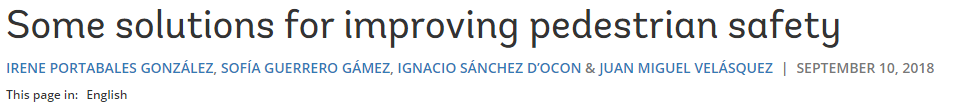 Some solutions for improving pedestrian safety
IRENE PORTABALES GONZÁLEZ, SOFÍA GUERRERO GÁMEZ, IGNACIO SÁNCHEZ D’OCON & JUAN MIGUEL VELÁSQUEZ | SEPTEMBER 10, 2018
This page in: English